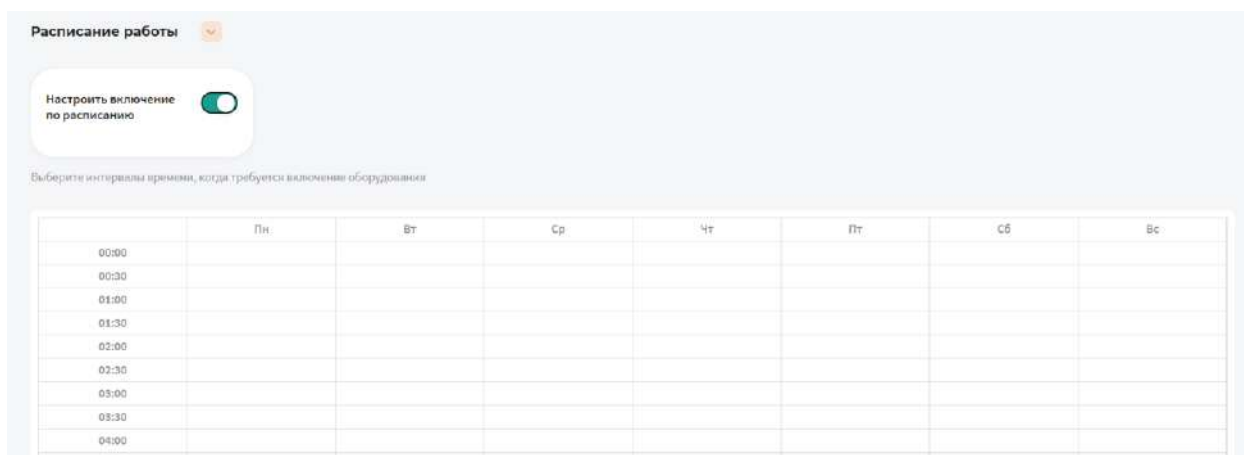 Расписание работы
Настроить включение
по расписанию
Выберите интервалы времени, когда требуется включение оборудования
Пн Вт Ср Чт Пт Сб Вс
00:00
00:30
01:00
01:30
02:00
02:30
03:00
03:30
04:00